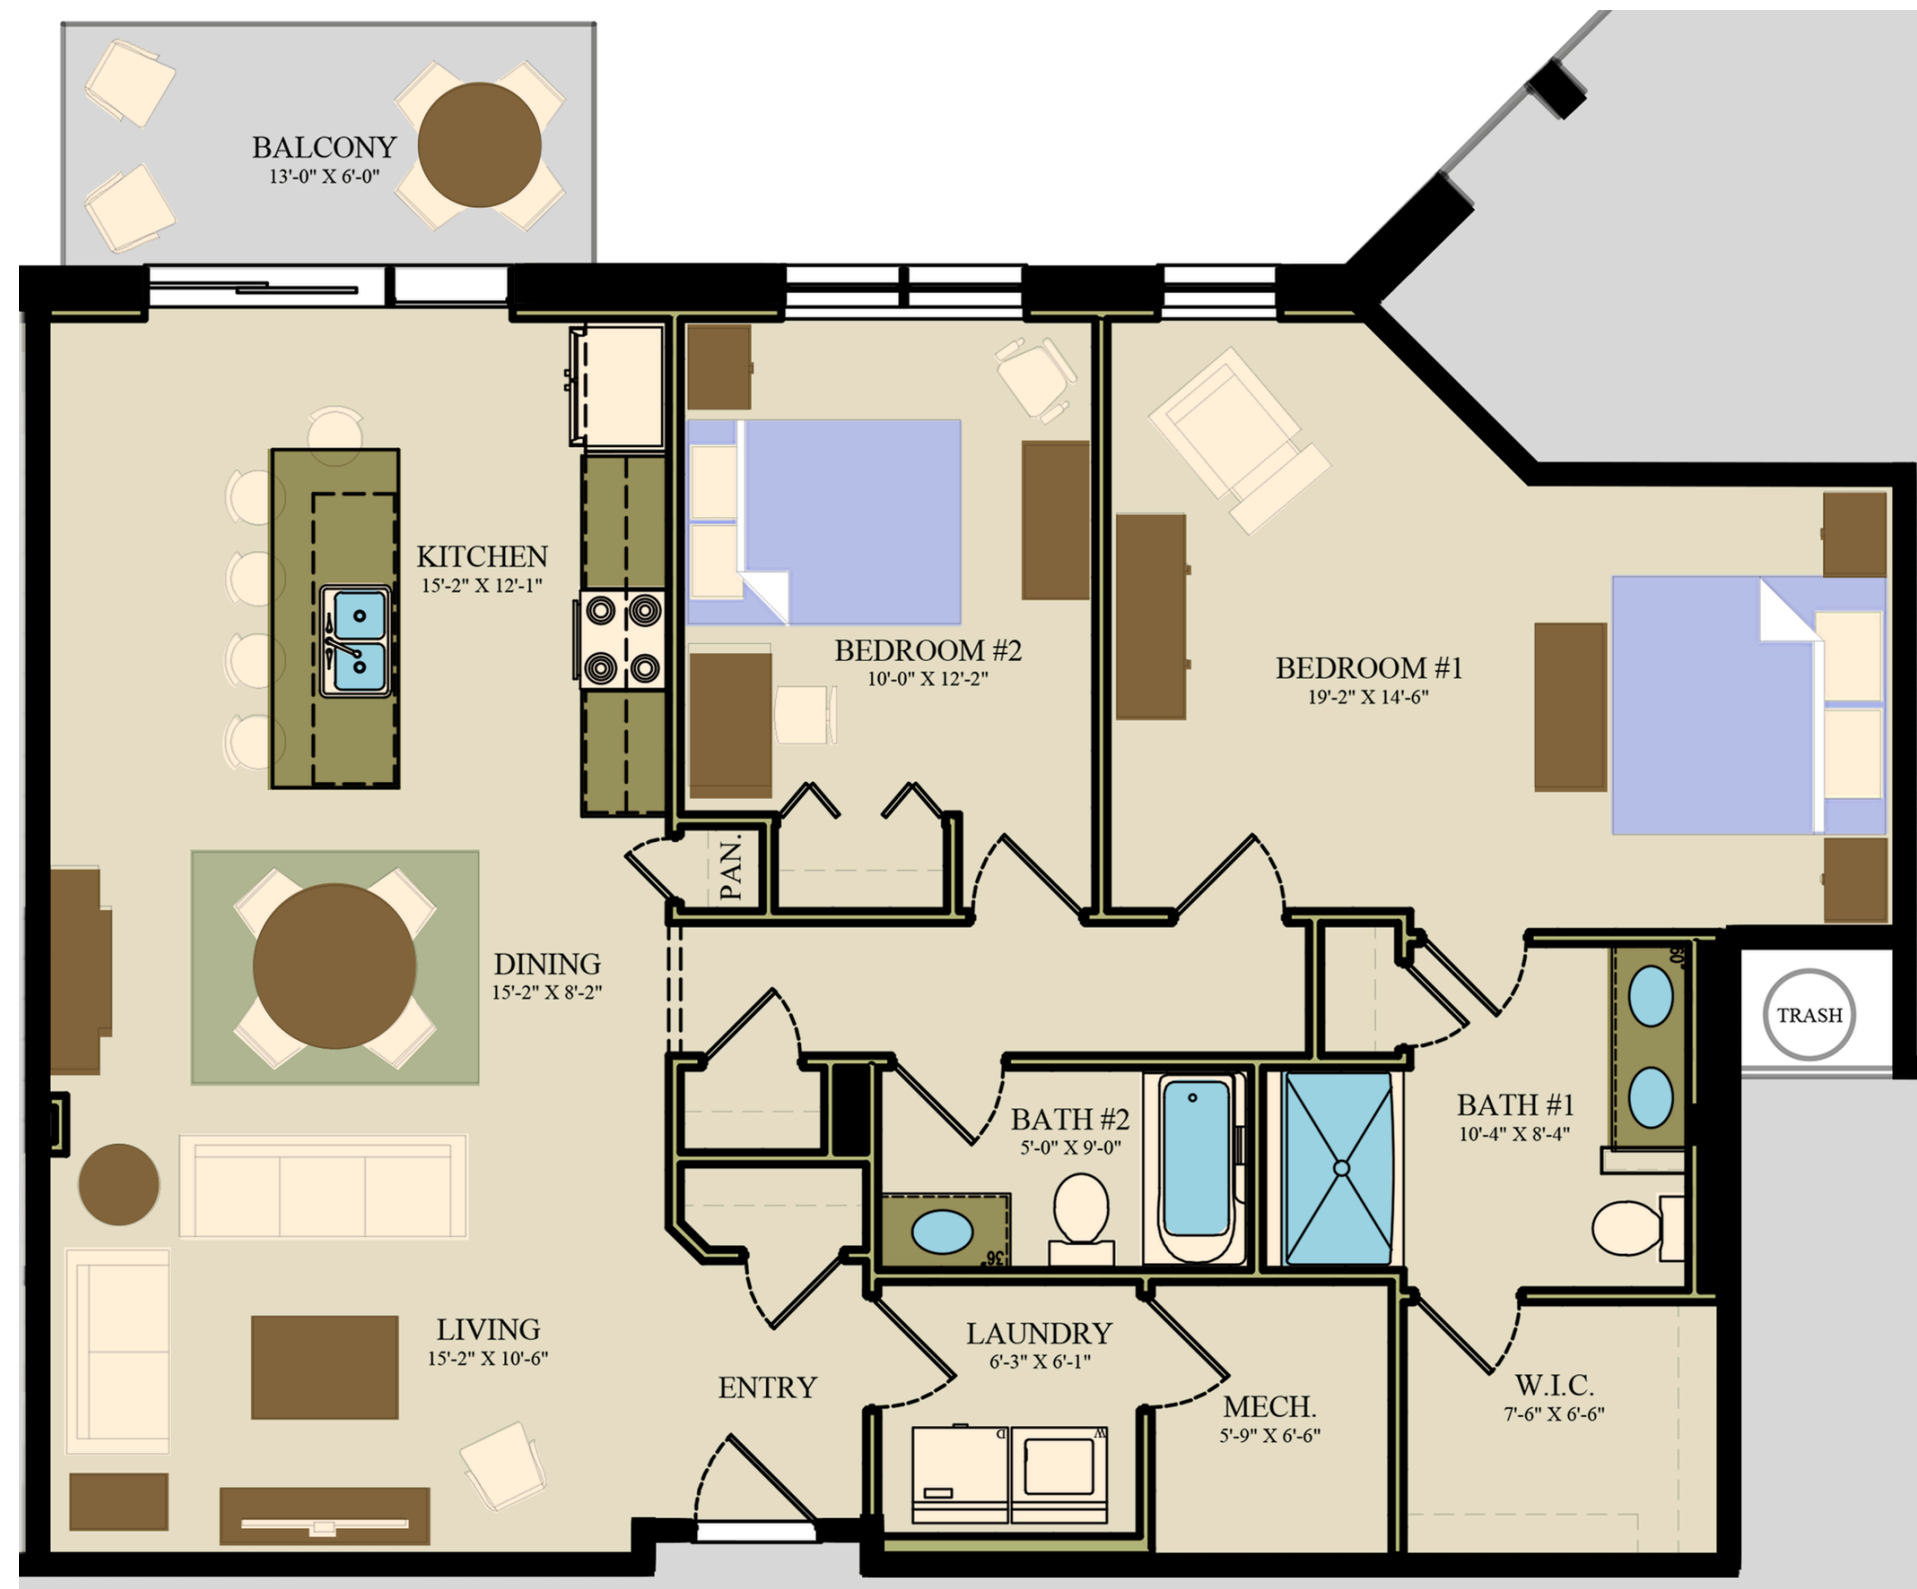 BALCONY
13'-0" X 6'-0"
KITCHEN
15'-2" X 12'-1"
BEDROOM #2
10'-0" X 12'-2"
BEDROOM #1
19'-2" X 14'-6"
PAN.
DINING
15'-2" X 8'-2"
60"
TRASH
BATH #2
5'-0" X 9'-0"
BATH #1
10'-4" X 8'-4"
36"
LIVING
15'-2" X 10'-6"
ENTRY
LAUNDRY
6'-3" X 6'-1"
D
W
MECH.
5'-9" X 6'-6"
W.I.C.
7'-6" X 6'-6"